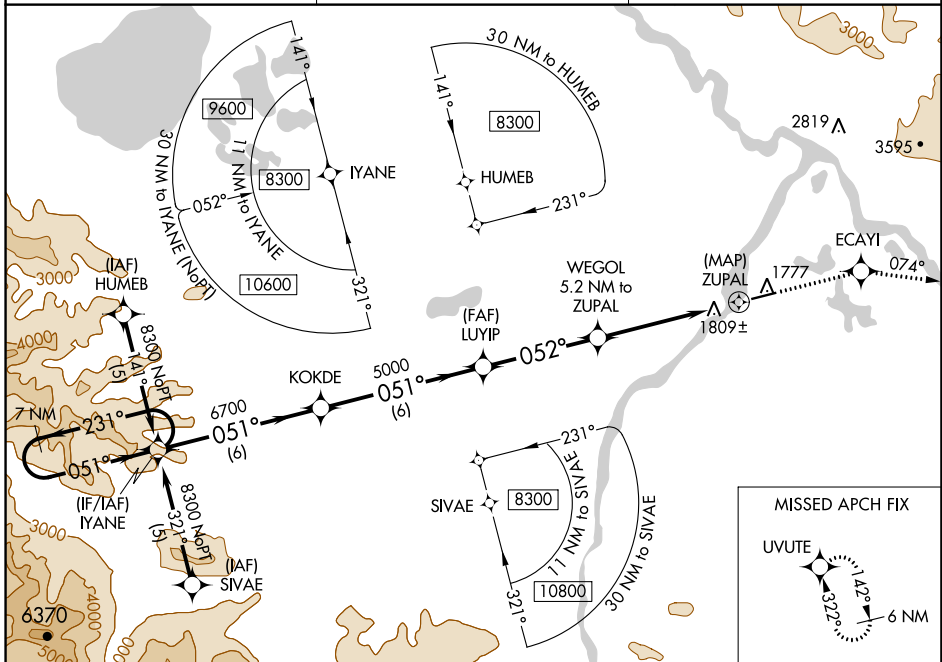 3000
141°
9600
30 NM to IYANE (NoPT)
11 NM to IYANE
8300
IYANE
052°
10600
321°
30 NM to HUMEB
141°
8300
HUMEB
231°
2819
3595
3000
(IAF)
HUMEB
4000
8300 NoPT
141°
(5)
7 NM
231°
051°
(IF/IAF)
IYANE
8300 NoPT
321°
(5)
(IAF)
SIVAE
3000
6370
4000
5000
6700
051°
(6)
KOKDE
5000
051°
(6)
(FAF)
LUYIP
052°
WEGOL
5.2 NM to
ZUPAL
(MAP)
ZUPAL
1809±
1777
ECAYI
074°
231°
SIVAE
8300
11 NM to SIVAE
30 NM to SIVAE
321°
10800
MISSED APCH FIX
UVUTE
142°
322°
6 NM